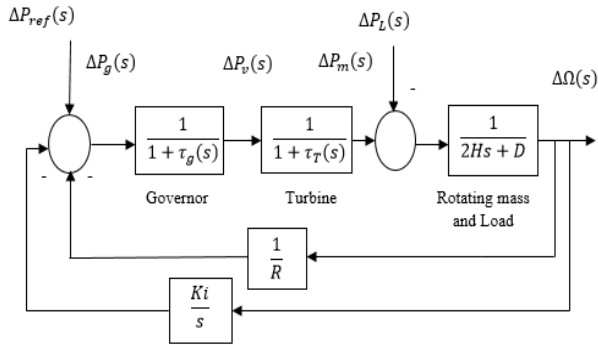 ΔP_ref(s)
ΔP_L(s)
ΔP_g(s)
ΔP_v(s)
ΔP_m(s)
ΔΩ(s)
-
1
1 + τ_g(s)
1
1 + τ_T(s)
1
2Hs + D
- -
Governor
Turbine
Rotating mass
and Load
1
R
Ki
s